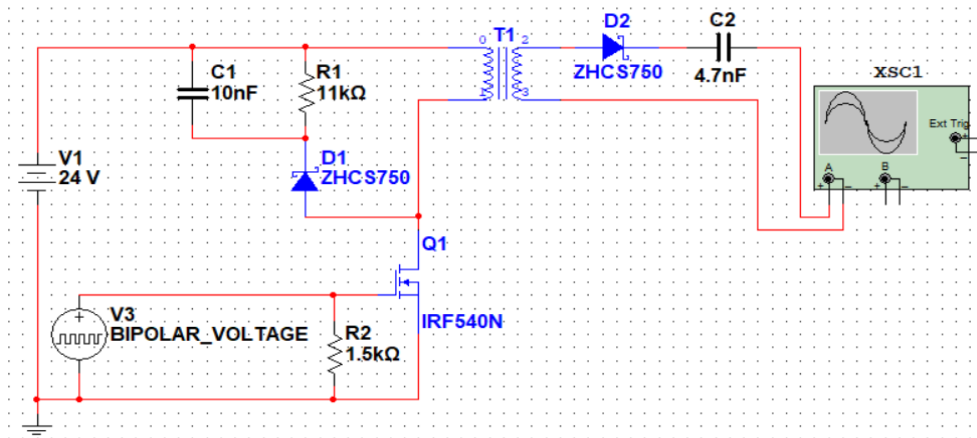 D2
ZHCS750
C2
4.7nF
T1
0
2
1
3
C1
10nF
R1
11kΩ
XSC1
Ext Trig
+
A
B
+
+
V1
24 V
D1
ZHCS750
Q1
IRF540N
V3
BIPOLAR_VOLTAGE
R2
1.5kΩ